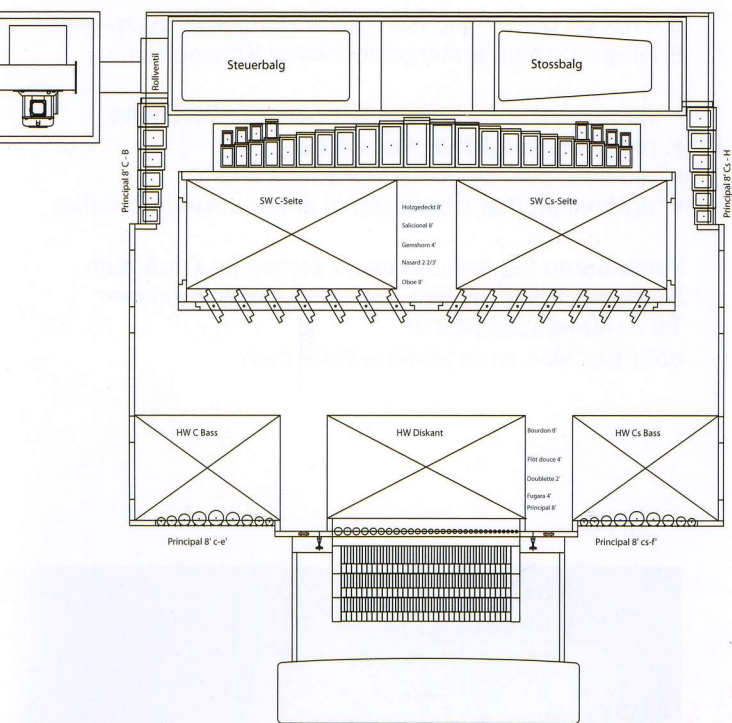 Rollventil
Steuerbalg
Stossbalg
Principal 8' C - B
Principal 8' Cs - H
SW C-Seite
SW Cs-Seite
Holzgedeckt 8'
Salicional 8'
Gemshorn 4'
Nasard 2 2/3'
Oboe 8'
HW C Bass
HW Diskant
HW Cs Bass
Bourdon 8'
Flöt douce 4'
Doublette 2'
Fugara 4'
Principal 8'
Principal 8' c-e'
Principal 8' cs-f'